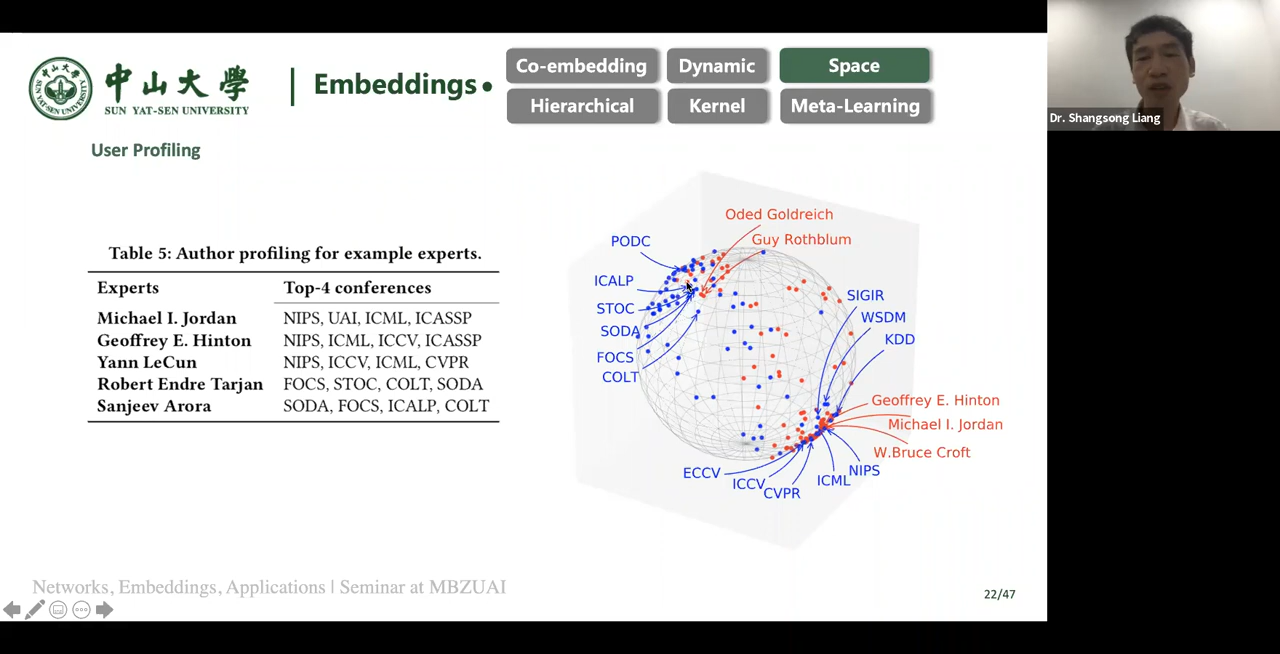 中山大學
SUN YAT-SEN UNIVERSITY
SUN YAT-SEN UNIVERSITY
Embeddings
Co-embedding
Dynamic
Space
Hierarchical
Kernel
Meta-Learning
Dr. Shangsong Liang
User Profiling
Table 5: Author profiling for example experts.
Experts Top-4 conferences
Michael I. Jordan NIPS, UAI, ICML, ICASSP
Geoffrey E. Hinton NIPS, ICML, ICCV, ICASSP
Yann LeCun NIPS, ICCV, ICML, CVPR
Robert Endre Tarjan FOCS, STOC, COLT, SODA
Sanjeev Arora SODA, FOCS, ICALP, COLT
Oded Goldreich
Guy Rothblum
PODC
ICALP
STOC
SODA
FOCS
COLT
SIGIR
WSDM
KDD
Geoffrey E. Hinton
Michael I. Jordan
W.Bruce Croft
ECCV
ICCV
CVPR
ICML
NIPS
Networks, Embeddings, Applications | Seminar at MBZUAI
22/47